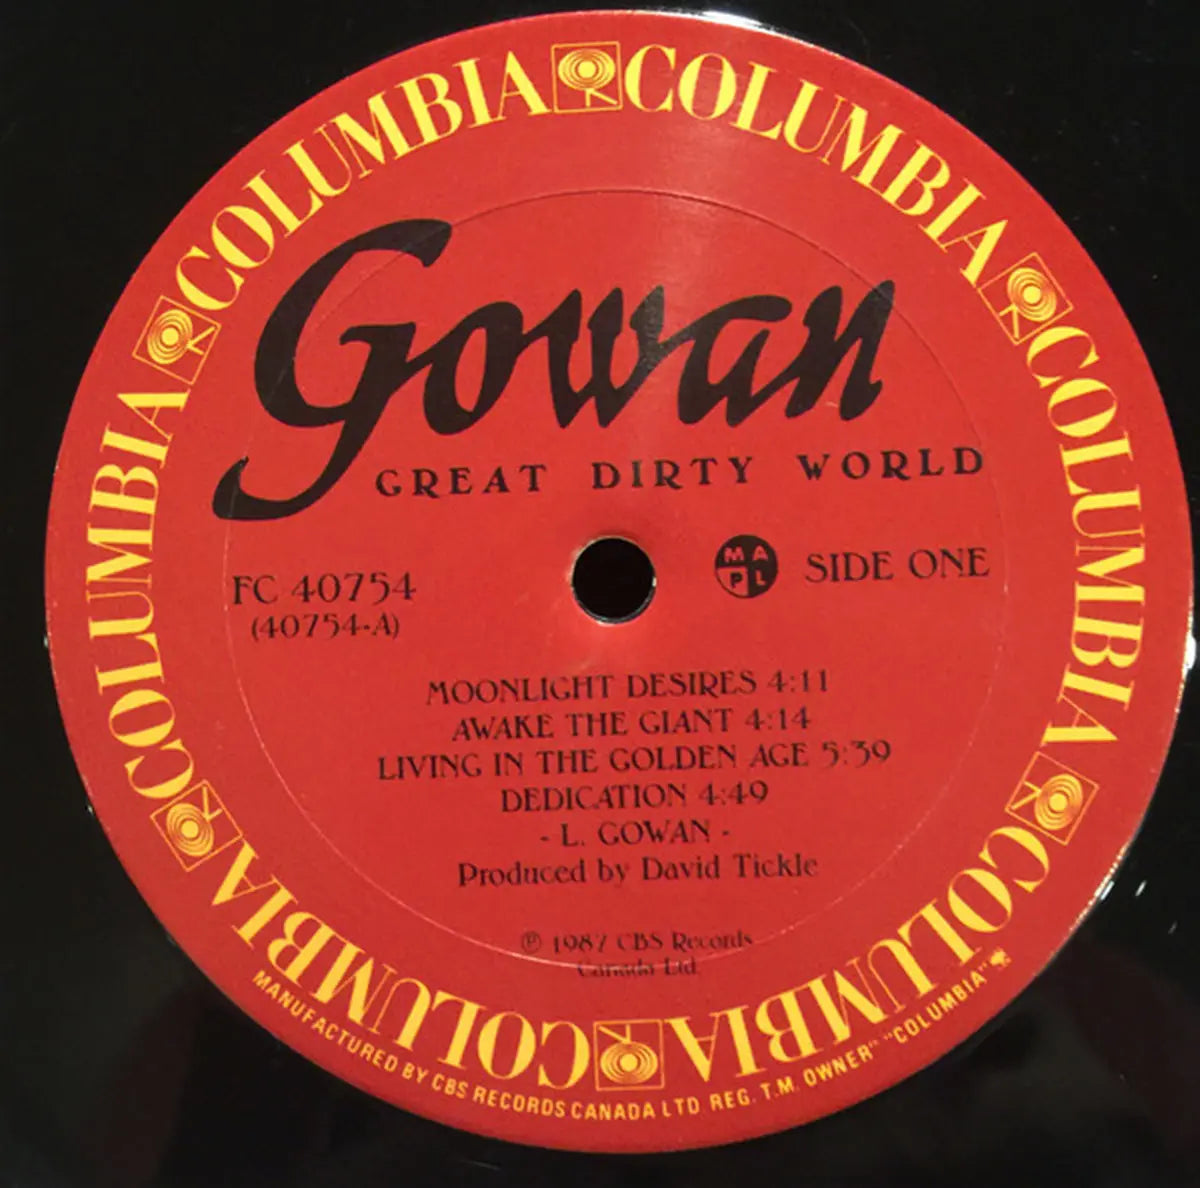 COLUMBIA COLUMBIA COLUMBIA COLUMBIA COLUMBIA COLUMBIA
Gowan
GREAT DIRTY WORLD
FC 40754
(40754-A)
M A P L
SIDE ONE
MOONLIGHT DESIRES 4:11
AWAKE THE GIANT 4:14
LIVING IN THE GOLDEN AGE 5:39
DEDICATION 4:49
- L. GOWAN -
Produced by David Tickle
℗ 1987 CBS Records
Canada Ltd.
MANUFACTURED BY CBS RECORDS CANADA LTD REG. T.M. OWNER" "COLUMBIA"